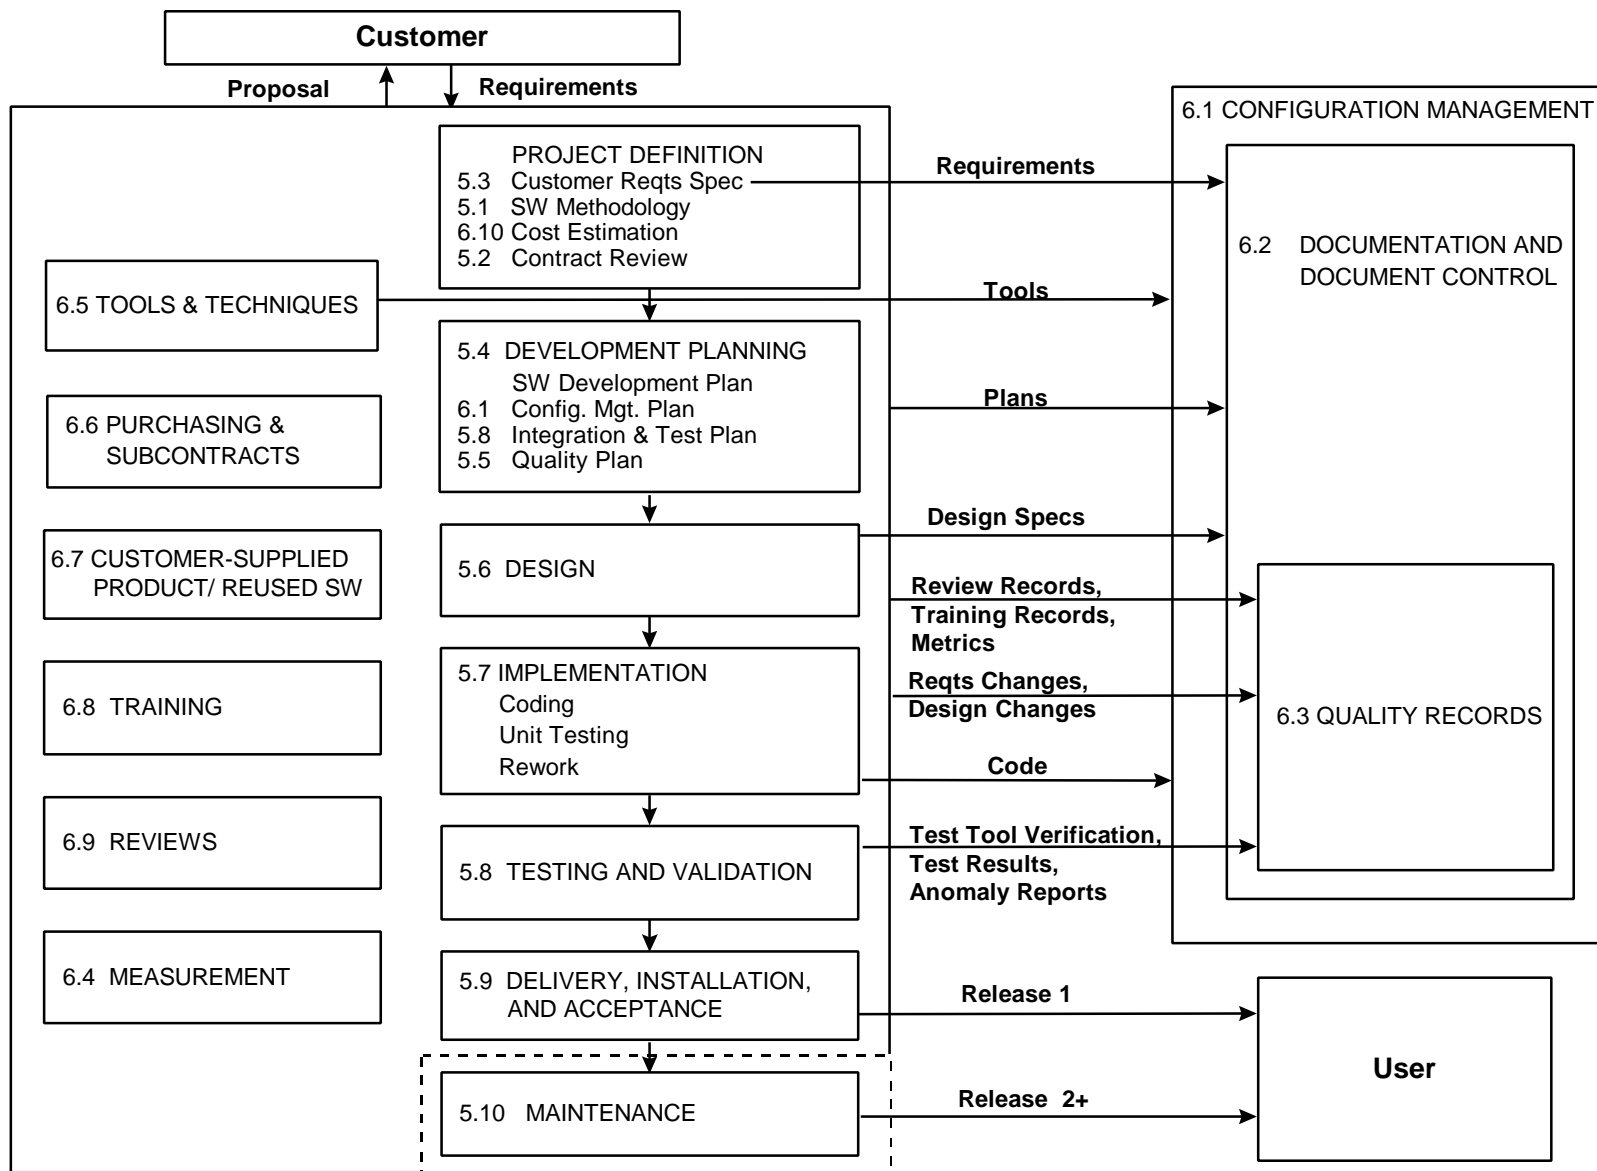 Customer
Proposal
Requirements
PROJECT DEFINITION
5.3 Customer Reqts Spec
5.1 SW Methodology
6.10 Cost Estimation
5.2 Contract Review
6.5 TOOLS & TECHNIQUES
5.4 DEVELOPMENT PLANNING
SW Development Plan
6.1 Config. Mgt. Plan
5.8 Integration & Test Plan
5.5 Quality Plan
6.6 PURCHASING &
SUBCONTRACTS
6.7 CUSTOMER-SUPPLIED
PRODUCT/ REUSED SW
5.6 DESIGN
6.8 TRAINING
5.7 IMPLEMENTATION
Coding
Unit Testing
Rework
6.9 REVIEWS
5.8 TESTING AND VALIDATION
6.4 MEASUREMENT
5.9 DELIVERY, INSTALLATION,
AND ACCEPTANCE
5.10 MAINTENANCE
Requirements
Tools
Plans
Design Specs
Review Records,
Training Records,
Metrics
Reqts Changes,
Design Changes
Code
Test Tool Verification,
Test Results,
Anomaly Reports
Release 1
Release 2+
6.1 CONFIGURATION MANAGEMENT
6.2 DOCUMENTATION AND
DOCUMENT CONTROL
6.3 QUALITY RECORDS
User